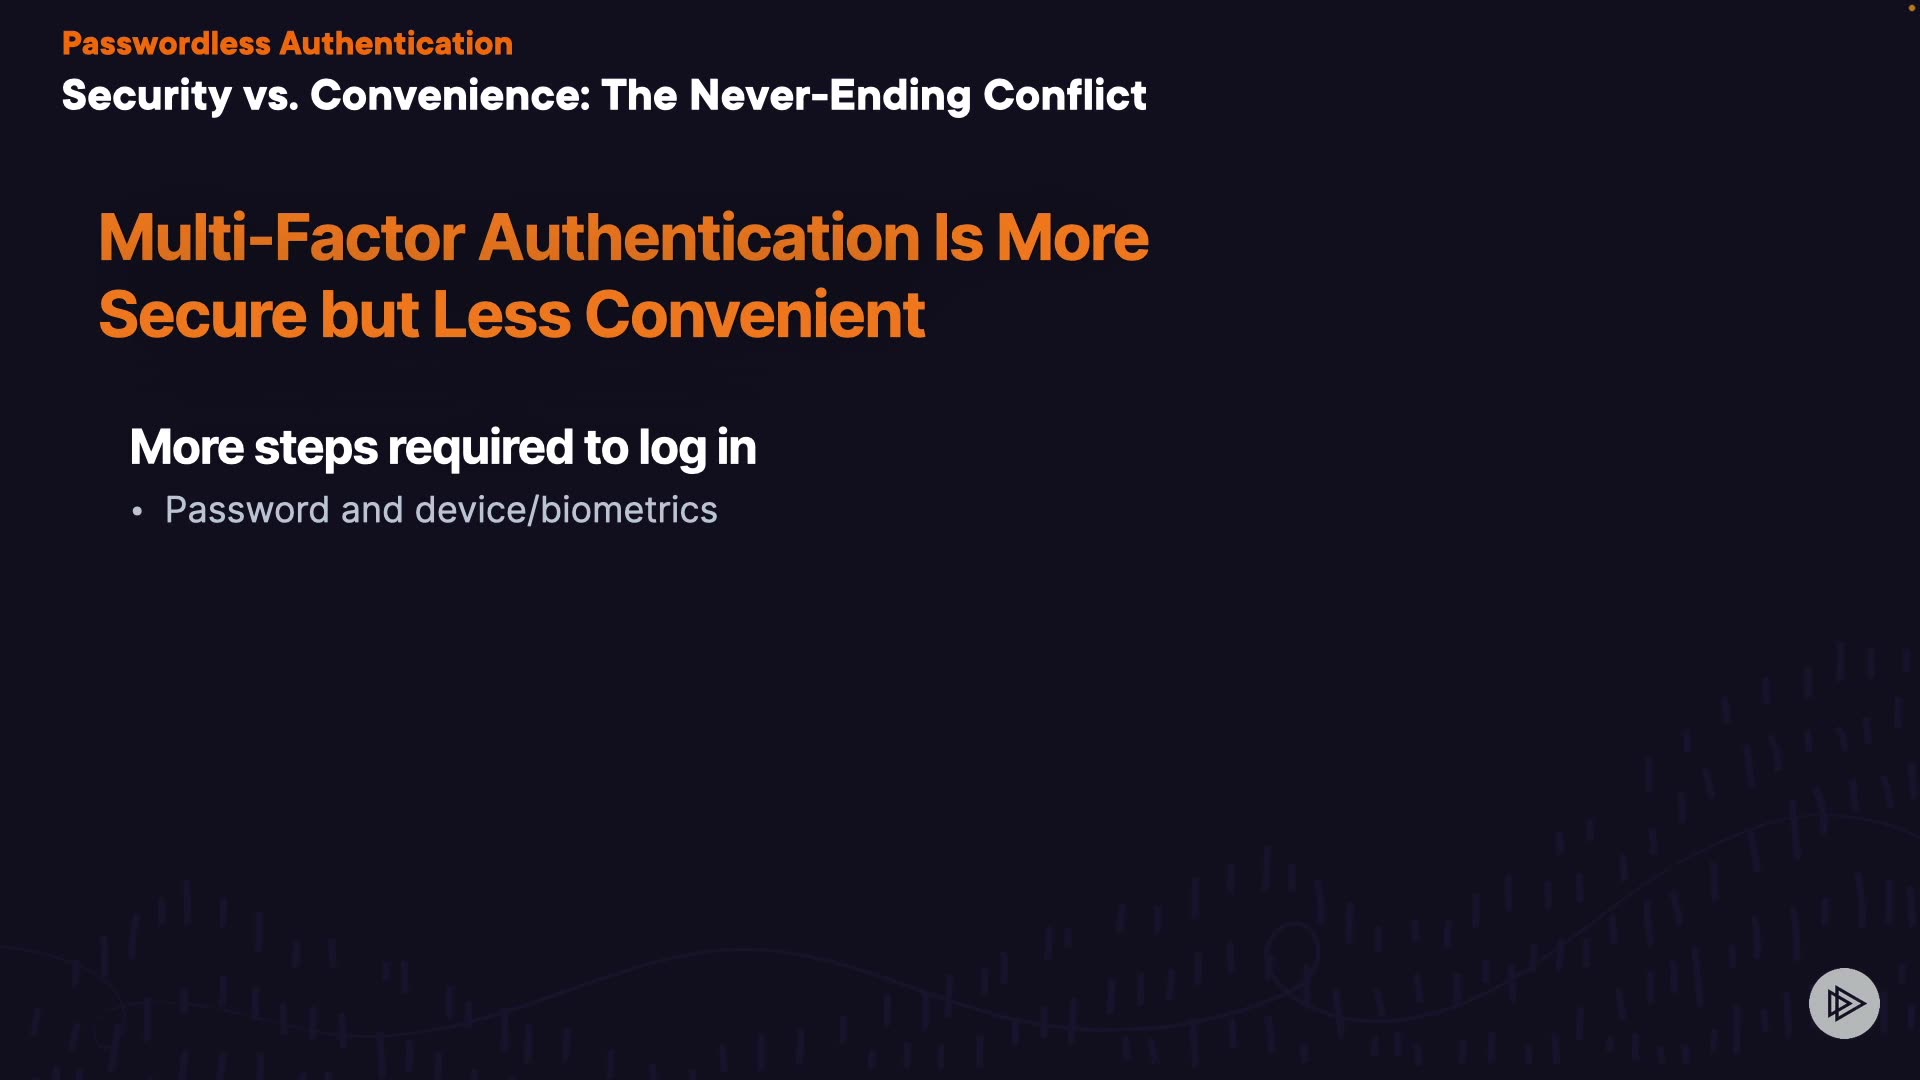 Passwordless Authentication
Security vs. Convenience: The Never-Ending Conflict
Multi-Factor Authentication Is More
Secure but Less Convenient
More steps required to log in
• Password and device/biometrics